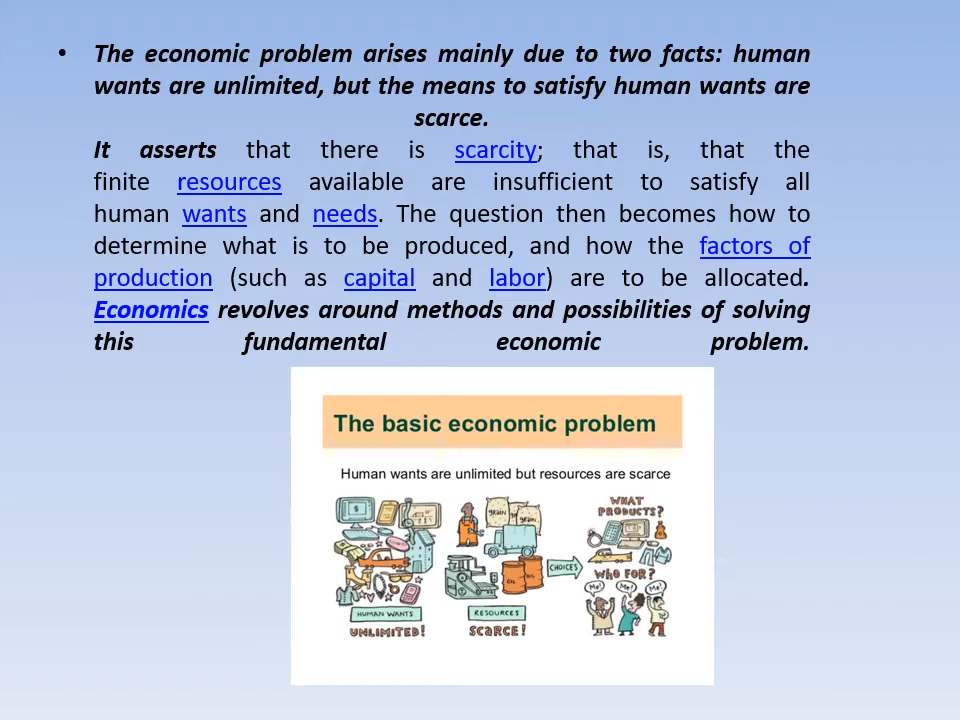 • The economic problem arises mainly due to two facts: human
wants are unlimited, but the means to satisfy human wants are
scarce.
It asserts that there is scarcity; that is, that the
finite resources available are insufficient to satisfy all
human wants and needs. The question then becomes how to
determine what is to be produced, and how the factors of
production (such as capital and labor) are to be allocated.
Economics revolves around methods and possibilities of solving
this fundamental economic problem.
The basic economic problem
Human wants are unlimited but resources are scarce
$
HUMAN WANTS
UNLIMITED!
GRAIN
GRAIN
OIL
OIL
RESOURCES
SCARCE!
CHOICES
WHAT
PRODUCTS?
WHO FOR?
ME! ME! ME!